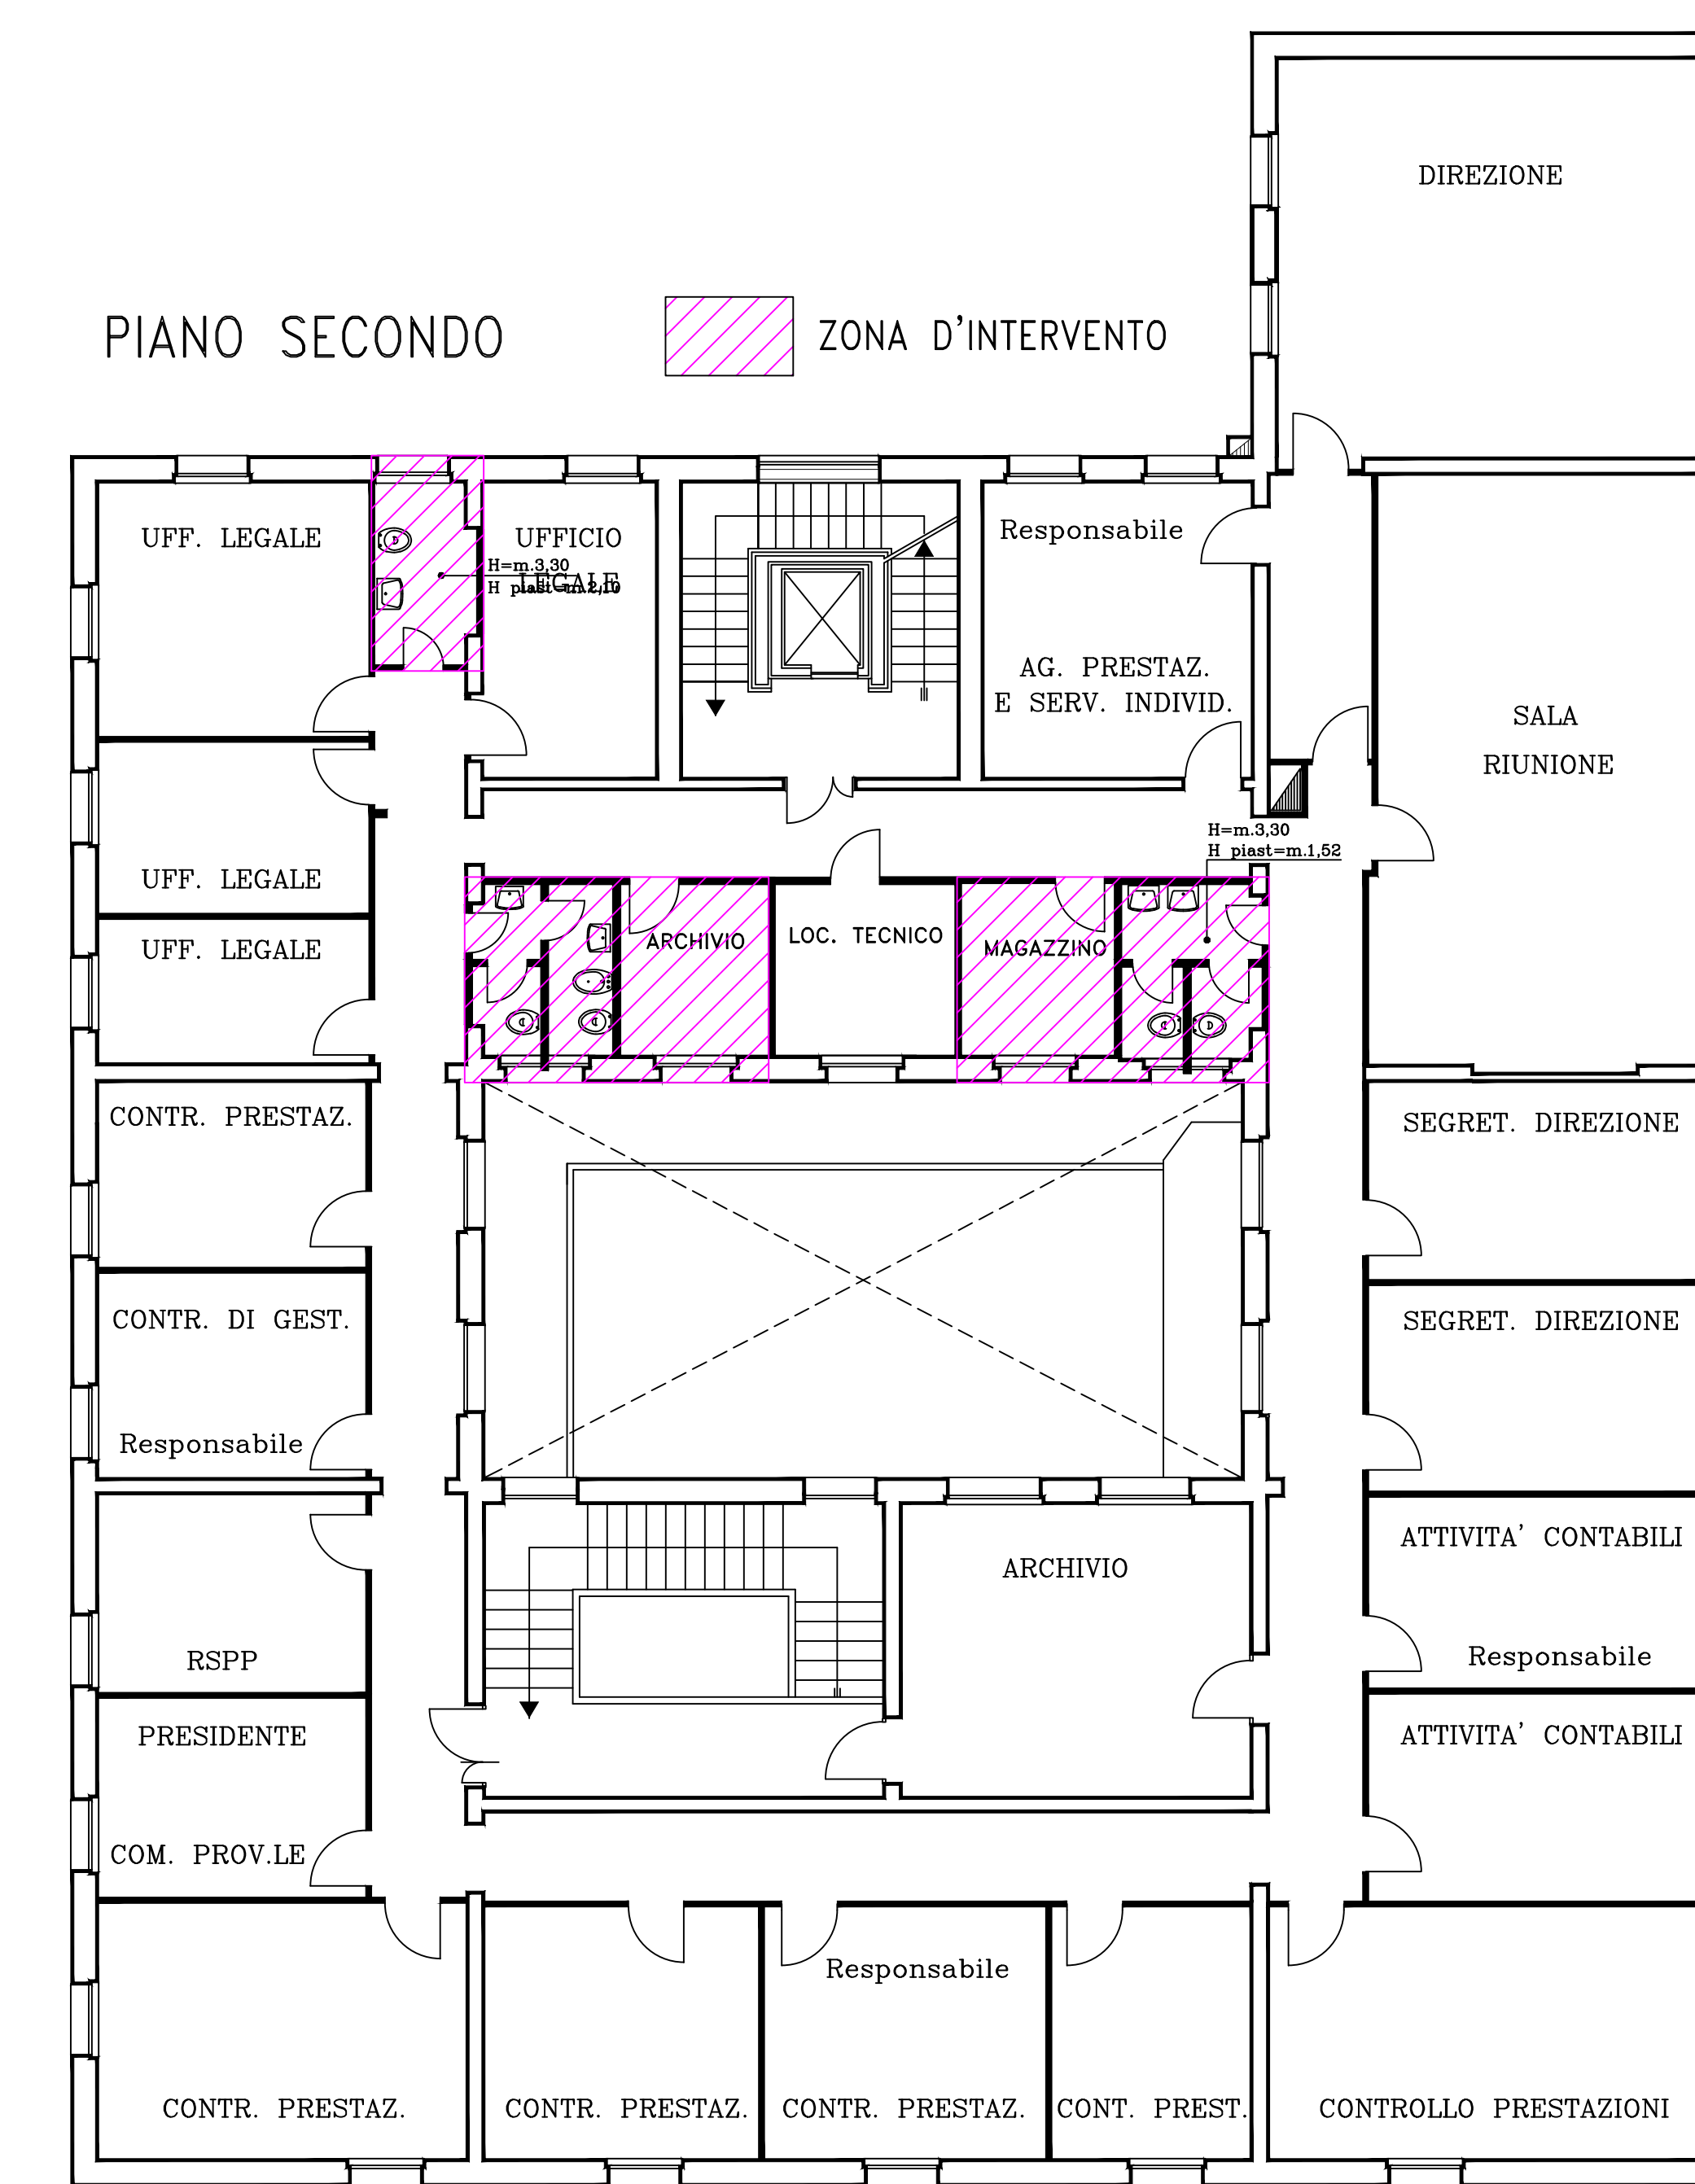 DIREZIONE
PIANO SECONDO
ZONA D'INTERVENTO
UFF. LEGALE
UFFICIO
LEGALE
H=m.3,30
H piast=m.2,10
Responsabile
AG. PRESTAZ.
E SERV. INDIVID.
SALA
RIUNIONE
H=m.3,30
H piast=m.1,52
UFF. LEGALE
UFF. LEGALE
ARCHIVIO
LOC. TECNICO
MAGAZZINO
CONTR. PRESTAZ.
SEGRET. DIREZIONE
CONTR. DI GEST.
Responsabile
SEGRET. DIREZIONE
ARCHIVIO
ATTIVITA' CONTABILI
Responsabile
RSPP
PRESIDENTE
COM. PROV.LE
ATTIVITA' CONTABILI
Responsabile
CONTR. PRESTAZ.
CONTR. PRESTAZ.
CONTR. PRESTAZ.
CONT. PREST.
CONTROLLO PRESTAZIONI